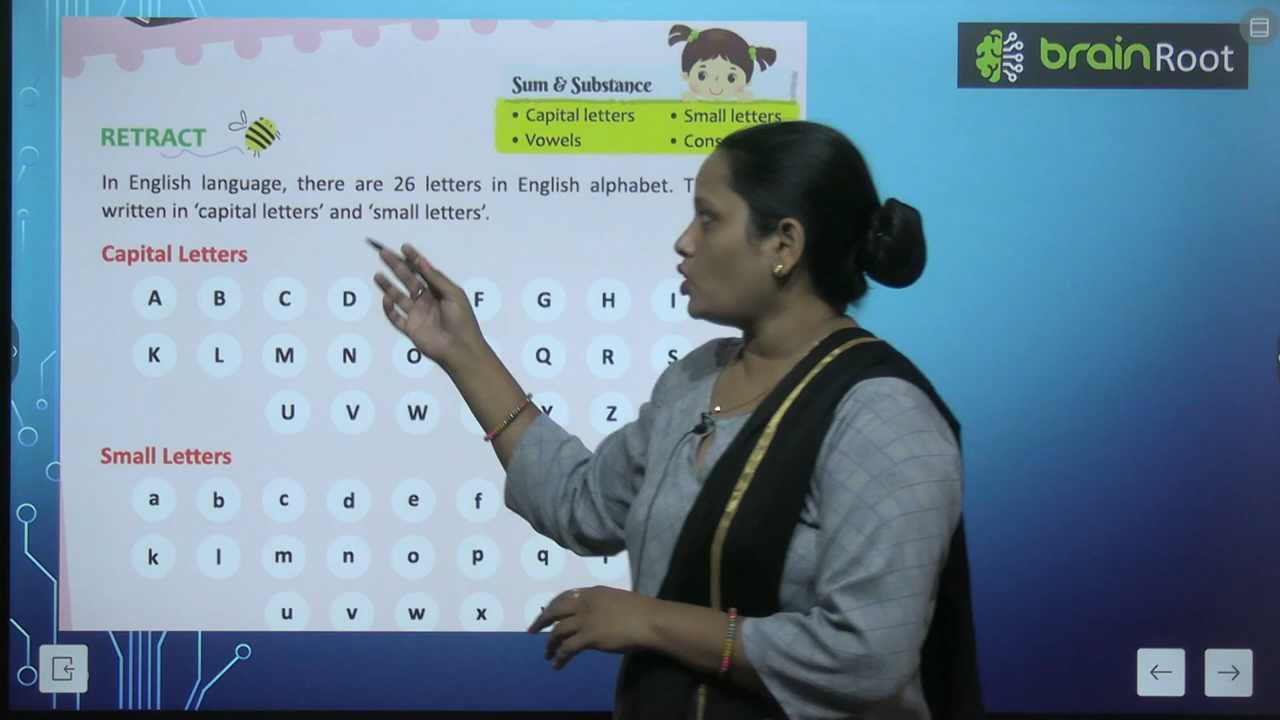 brainRoot
Sum & Substance
• Capital letters • Small letters
• Vowels •
RETRACT
In English language, there are 26 letters in English alphabet.
written in ‘capital letters’ and ‘small letters’.
Capital Letters
A B C D F G H I
K L M N O Q R S
U V W Y Z
Small Letters
a b c d e f
k l m n o p q
u v w x